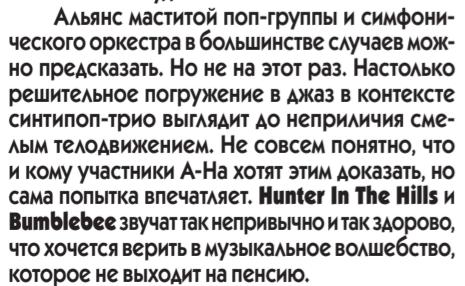 Альянс маститой поп-группы и симфони-
ческого оркестра в большинстве случаев мож-
но предсказать. Но не на этот раз. Настолько
решительное погружение в джаз в контексте
синтипоп-трио выглядит до неприличия сме-
лым телодвижением. Не совсем понятно, что
и кому участники A-Ha хотят этим доказать, но
сама попытка впечатляет. Hunter In The Hills и
Bumblebee звучат так непривычно и так здорово,
что хочется верить в музыкальное волшебство,
которое не выходит на пенсию.